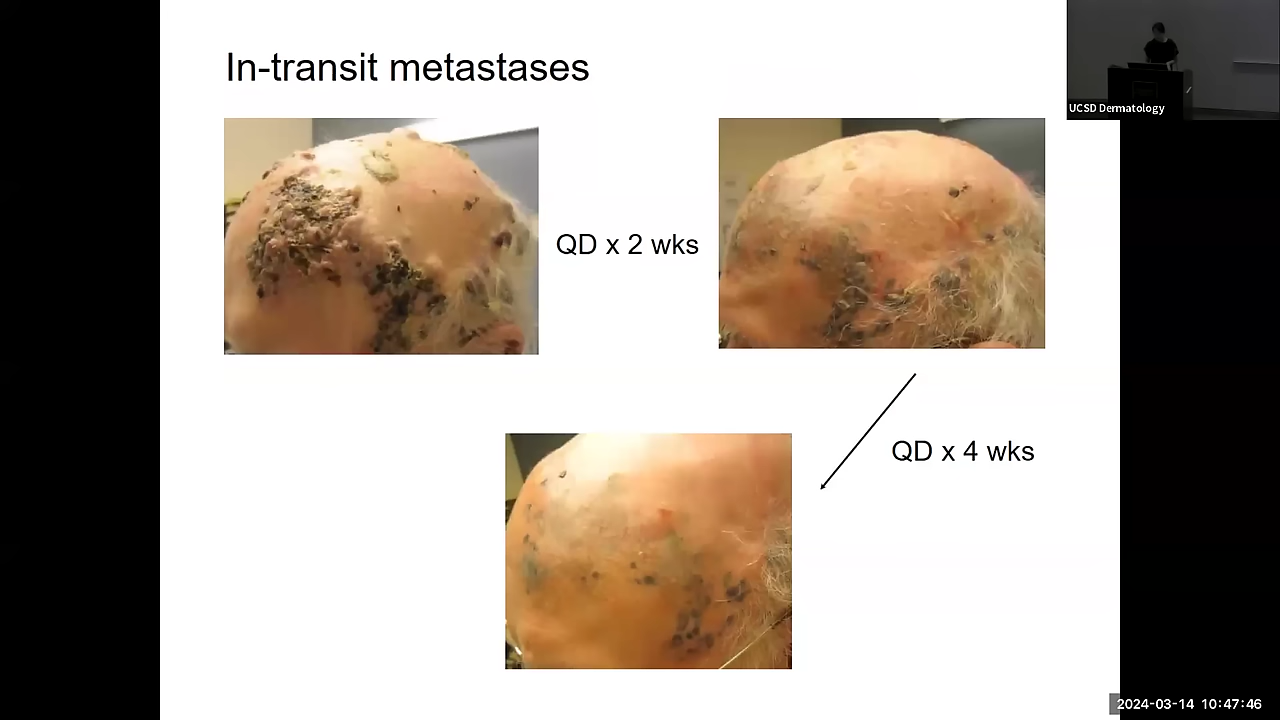 In-transit metastases
UCSD Dermatology
QD x 2 wks
QD x 4 wks
2024-03-14 10:47:46